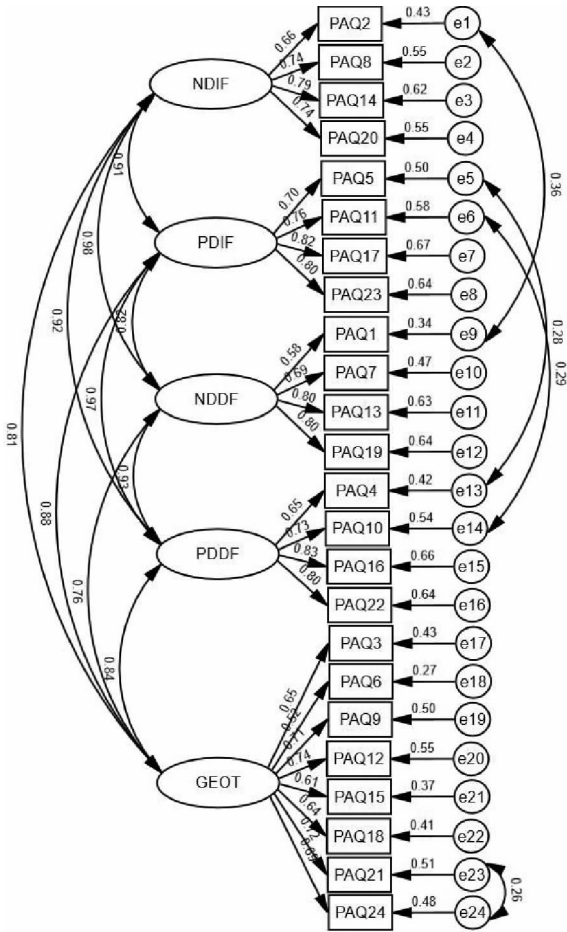 PAQ2 0.43 e1
0.66
PAQ8 0.55 e2
0.74
NDIF
PAQ14 0.62 e3
0.79
PAQ20 0.55 e4
0.74
0.91
PAQ5 0.50 e5
0.70
0.36
PAQ11 0.58 e6
0.76
PDIF
0.98
PAQ17 0.67 e7
0.82
PAQ23 0.64 e8
0.80
0.92
PAQ1 0.34 e9
0.58
0.28
0.29
PAQ7 0.47 e10
0.69
NDDF
0.97
PAQ13 0.63 e11
0.80
0.81
PAQ19 0.64 e12
0.80
0.88
0.93
PAQ4 0.42 e13
0.65
PAQ10 0.54 e14
0.73
PDDF
PAQ16 0.66 e15
0.83
0.76
PAQ22 0.64 e16
0.80
0.84
PAQ3 0.43 e17
0.65
PAQ6 0.27 e18
0.52
PAQ9 0.50 e19
0.71
PAQ12 0.55 e20
0.74
GEOT
PAQ15 0.37 e21
0.61
PAQ18 0.41 e22
0.64
PAQ21 0.51 e23
0.72
0.26
PAQ24 0.48 e24